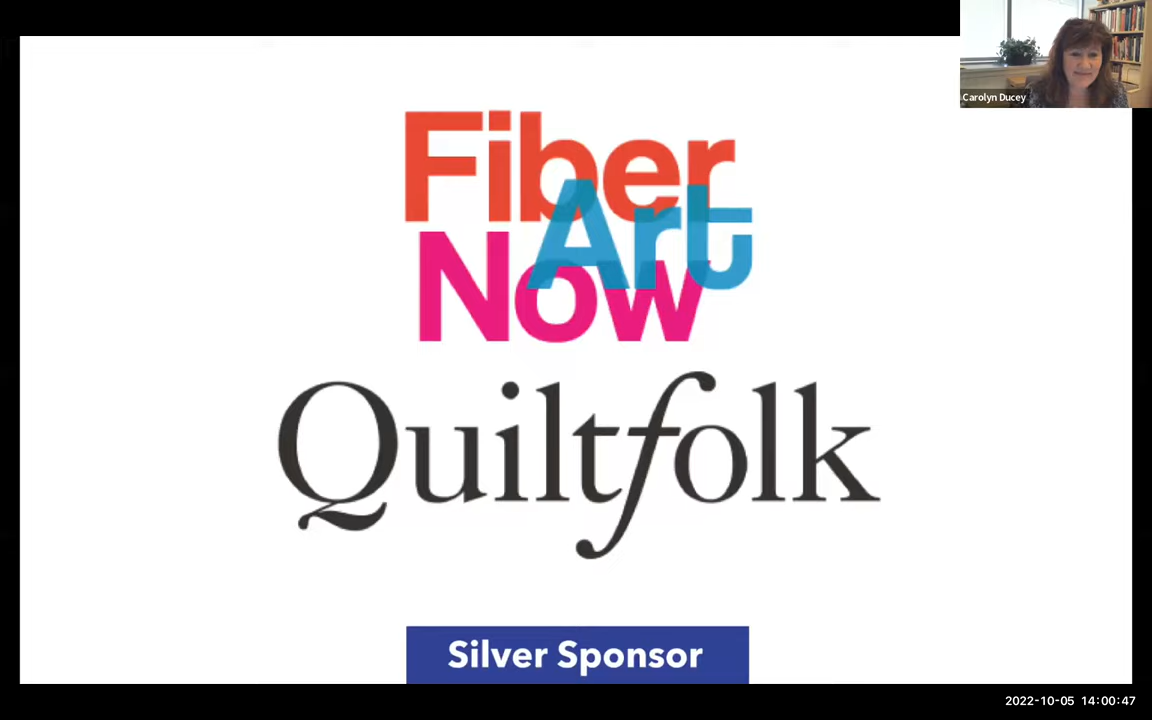 Carolyn Ducey
Fiber
Art
Now
Quiltfolk
Silver Sponsor
2022-10-05 14:00:47